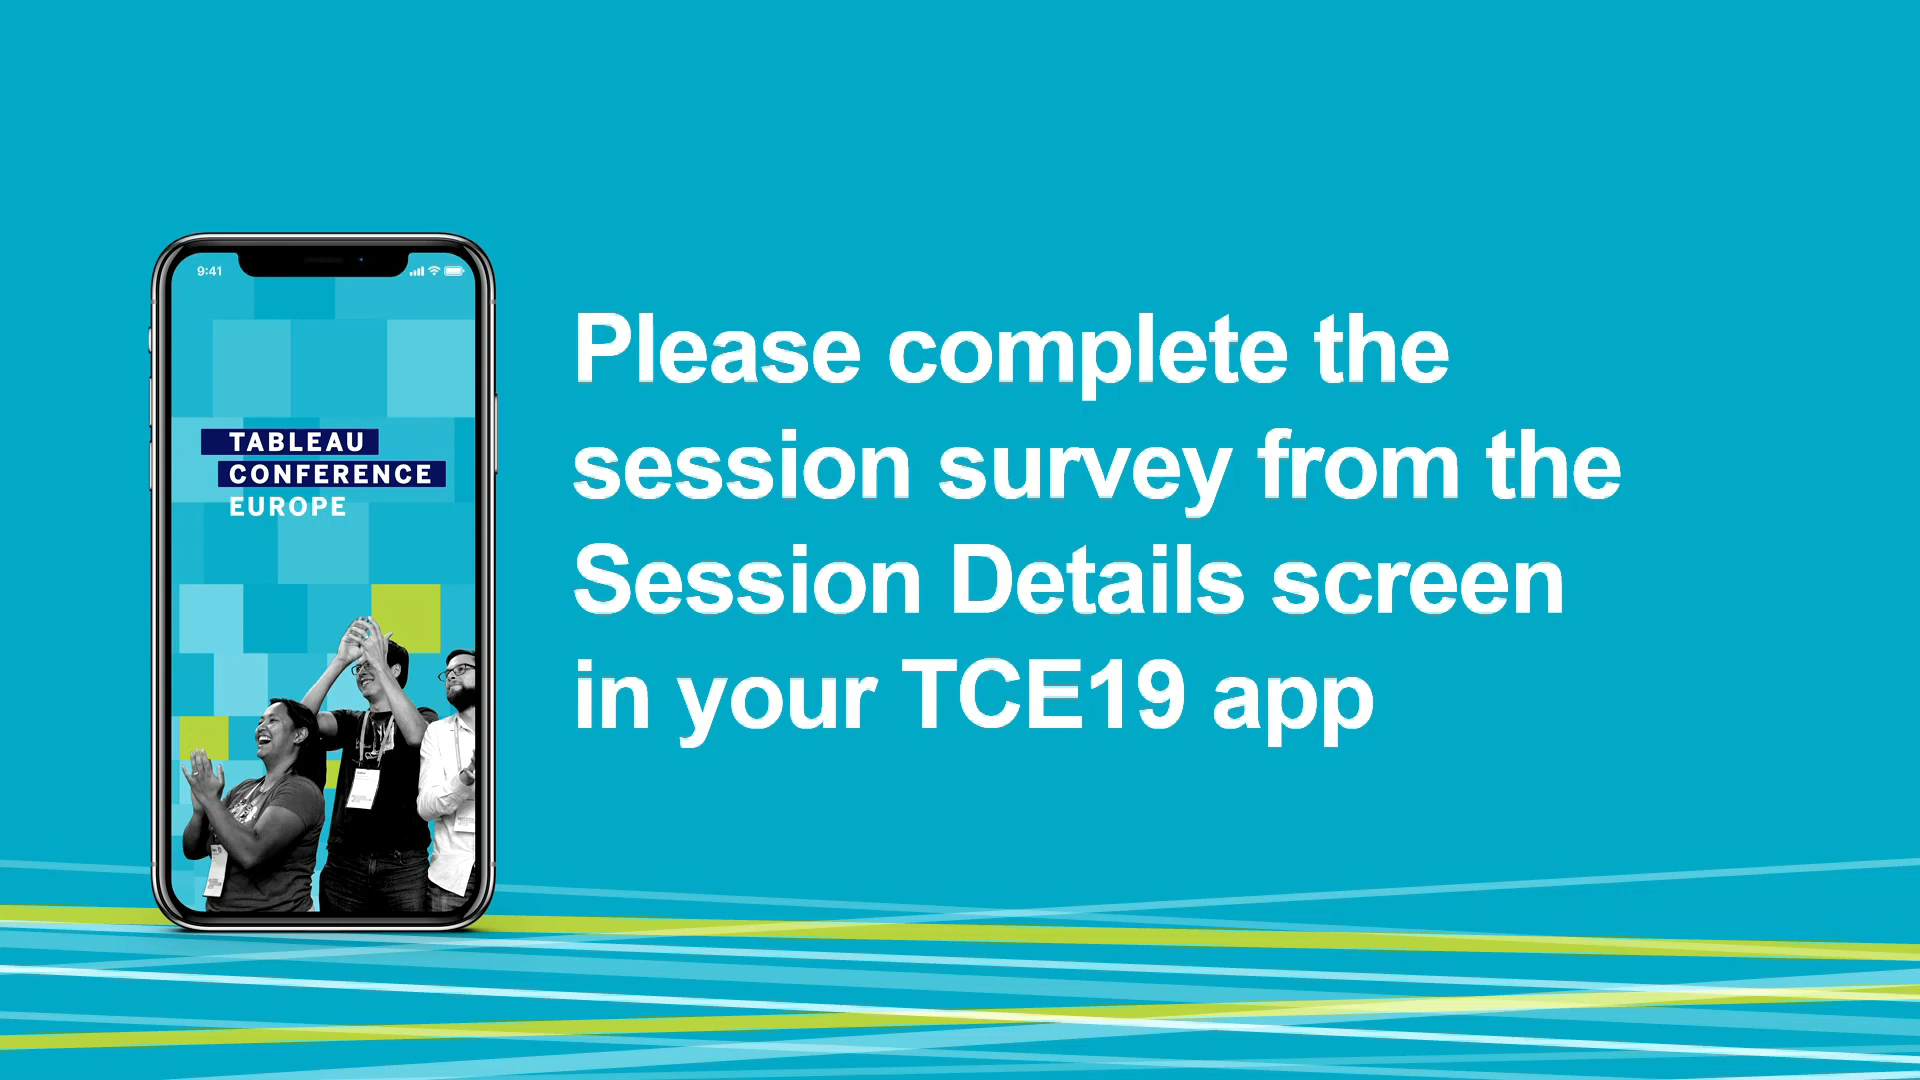 9:41
TABLEAU
CONFERENCE
EUROPE
Please complete the
session survey from the
Session Details screen
in your TCE19 app